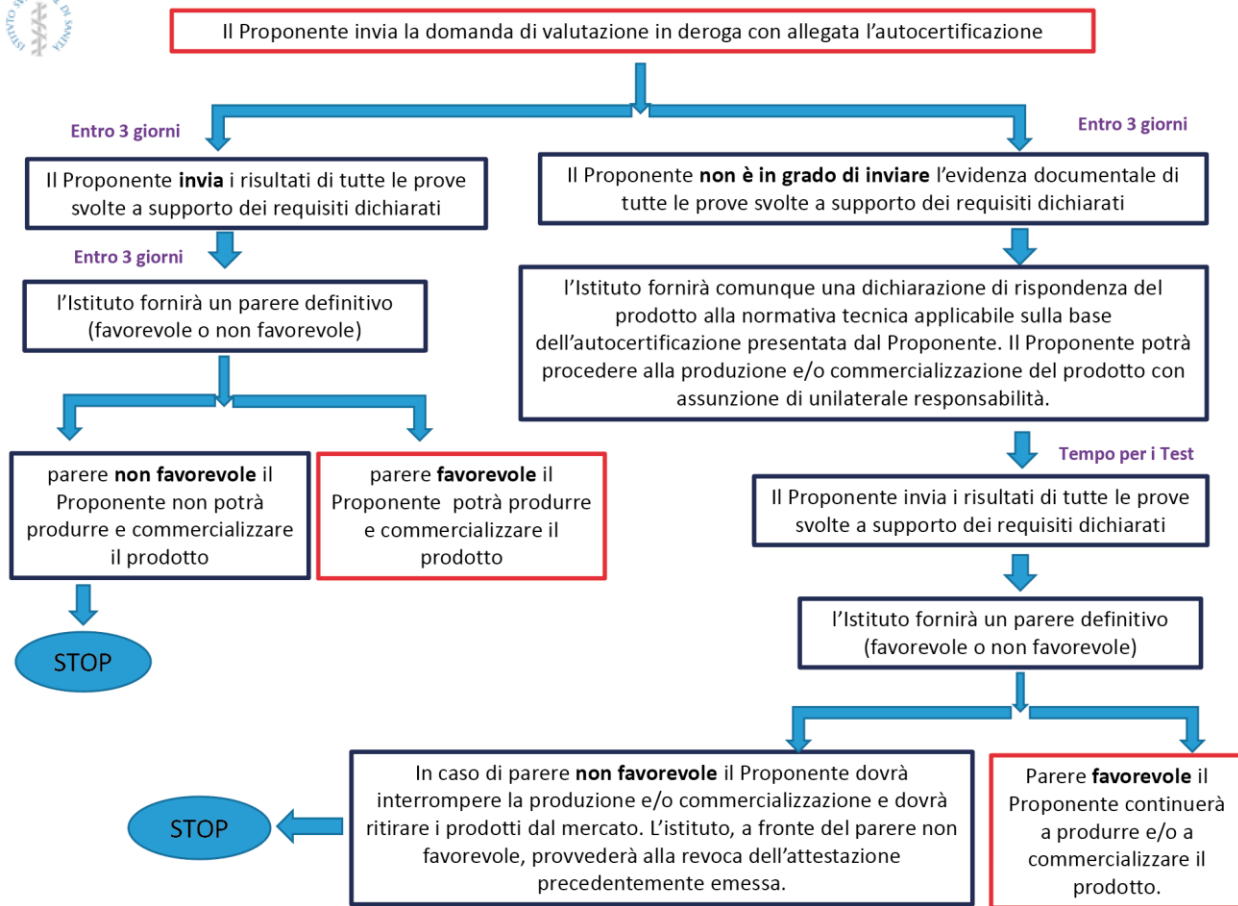 ISTITUTO
DI SANITÀ
Il Proponente invia la domanda di valutazione in deroga con allegata l’autocertificazione
Entro 3 giorni
Il Proponente invia i risultati di tutte le prove
svolte a supporto dei requisiti dichiarati
Entro 3 giorni
l’Istituto fornirà un parere definitivo
(favorevole o non favorevole)
parere non favorevole il
Proponente non potrà
produrre e commercializzare
il prodotto
STOP
parere favorevole il
Proponente potrà produrre
e commercializzare il
prodotto
Entro 3 giorni
Il Proponente non è in grado di inviare l’evidenza documentale di
tutte le prove svolte a supporto dei requisiti dichiarati
l’Istituto fornirà comunque una dichiarazione di rispondenza del
prodotto alla normativa tecnica applicabile sulla base
dell’autocertificazione presentata dal Proponente. Il Proponente potrà
procedere alla produzione e/o commercializzazione del prodotto con
assunzione di unilaterale responsabilità.
Tempo per i Test
Il Proponente invia i risultati di tutte le prove
svolte a supporto dei requisiti dichiarati
l’Istituto fornirà un parere definitivo
(favorevole o non favorevole)
In caso di parere non favorevole il Proponente dovrà
interrompere la produzione e/o commercializzazione e dovrà
ritirare i prodotti dal mercato. L’istituto, a fronte del parere non
favorevole, provvederà alla revoca dell’attestazione
precedentemente emessa.
STOP
Parere favorevole il
Proponente continuerà
a produrre e/o a
commercializzare il
prodotto.